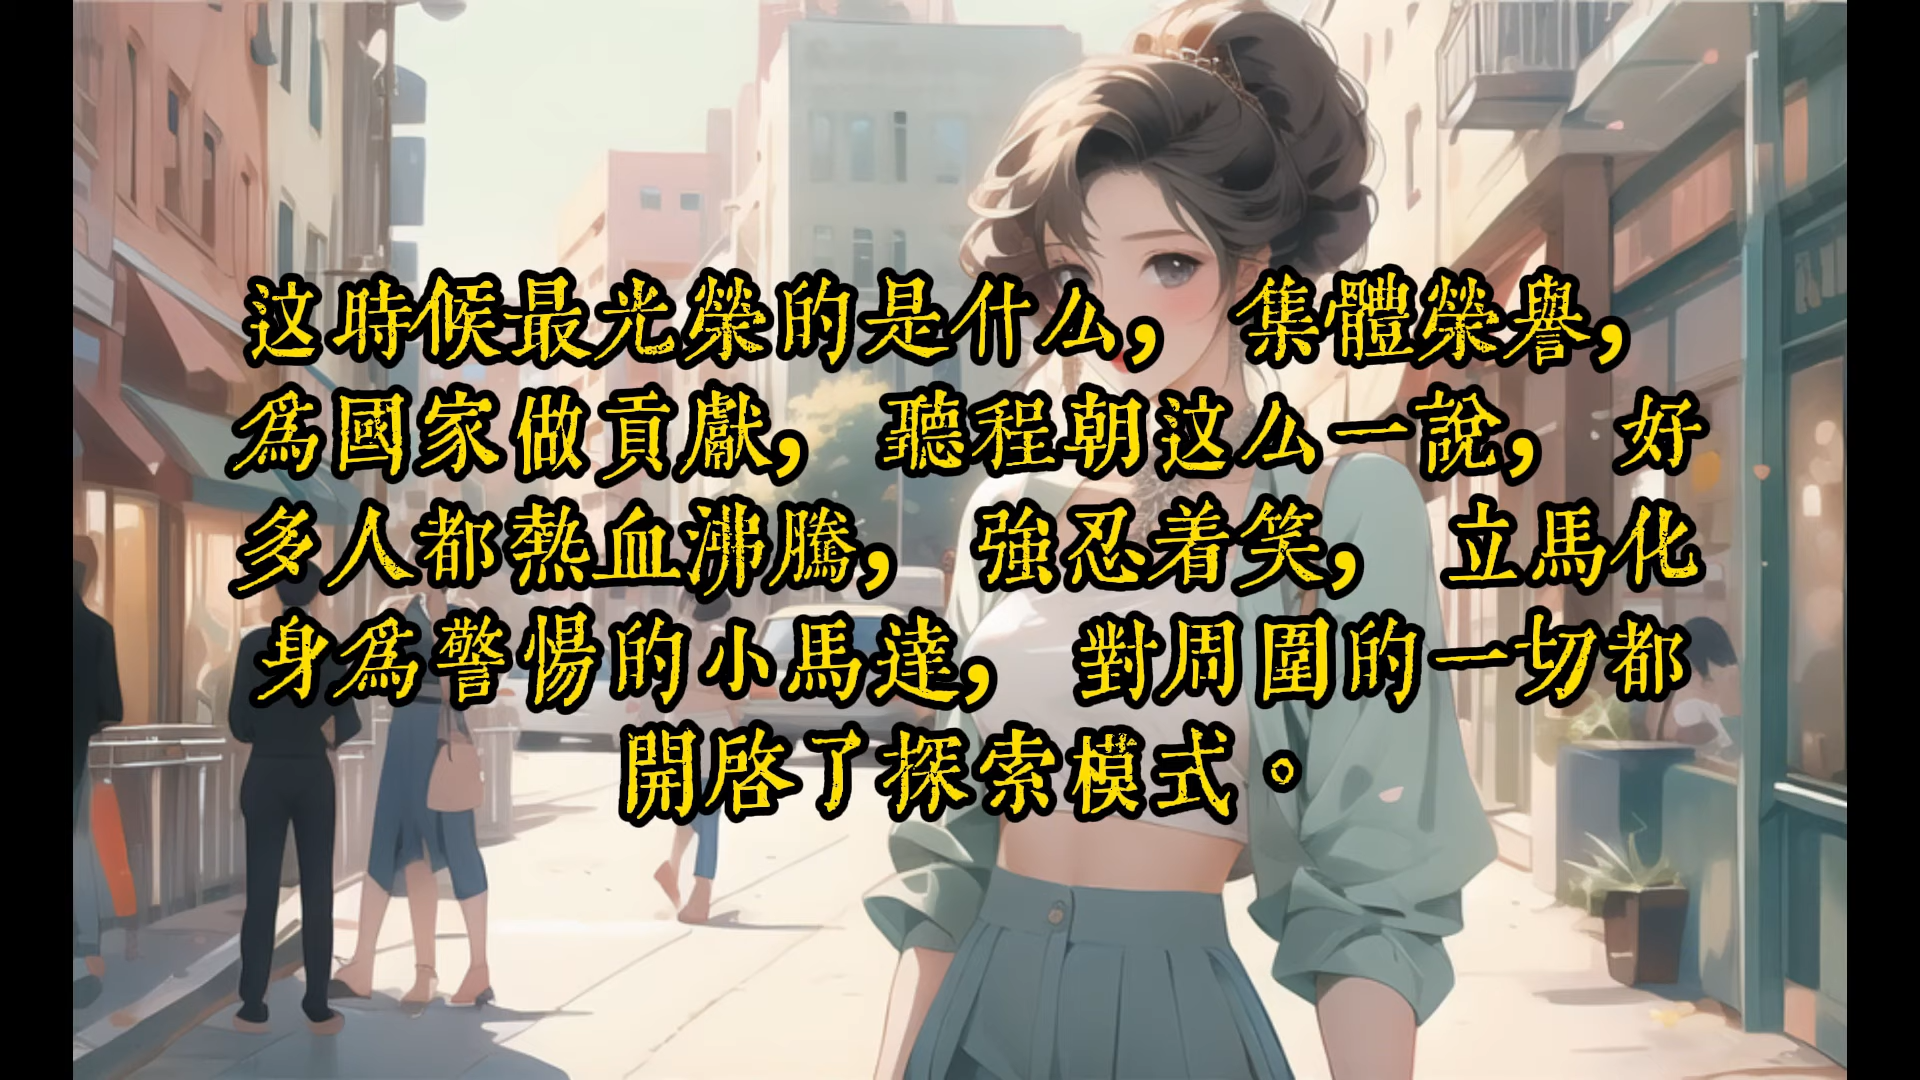 这時候最光榮的是什么，集體榮譽，
爲國家做貢獻，聽程朝这么一說，好
多人都熱血沸騰，強忍着笑，立馬化
身爲警惕的小馬達，對周圍的一切都
開啓了探索模式。